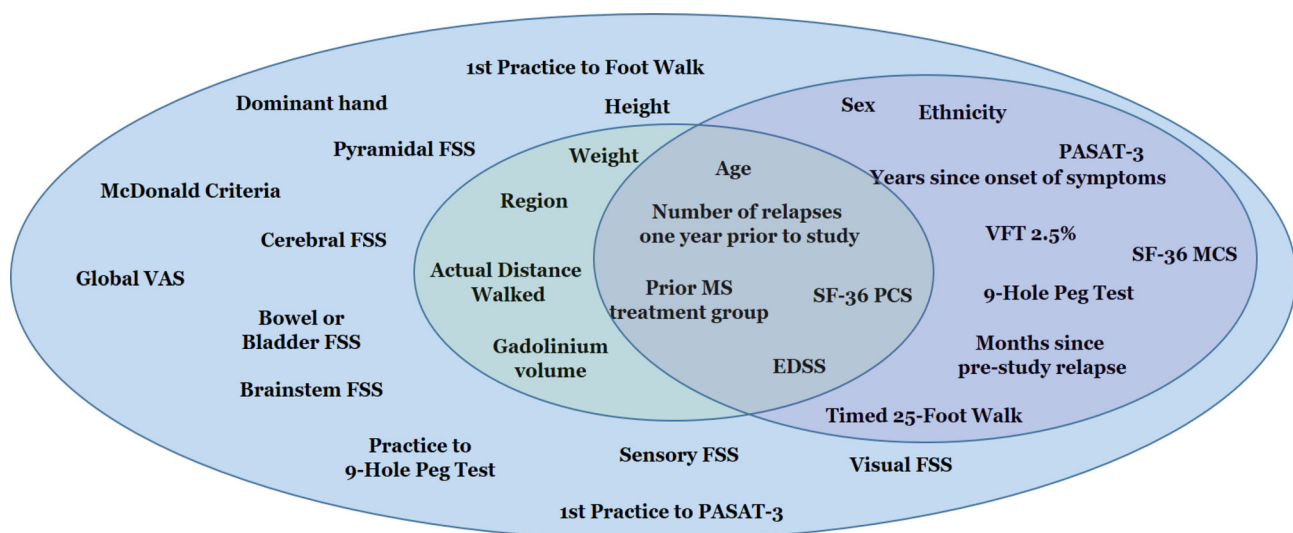 1st Practice to Foot Walk
Dominant hand
Height
Sex
Ethnicity
Pyramidal FSS
Weight
Age
PASAT-3
Years since onset of symptoms
McDonald Criteria
Region
Number of relapses
one year prior to study
Cerebral FSS
VFT 2.5%
SF-36 MCS
Global VAS
Actual Distance
Walked
Prior MS
treatment group
SF-36 PCS
9-Hole Peg Test
Bowel or
Bladder FSS
Gadolinium
volume
EDSS
Months since
pre-study relapse
Brainstem FSS
Timed 25-Foot Walk
Practice to
9-Hole Peg Test
Sensory FSS
Visual FSS
1st Practice to PASAT-3